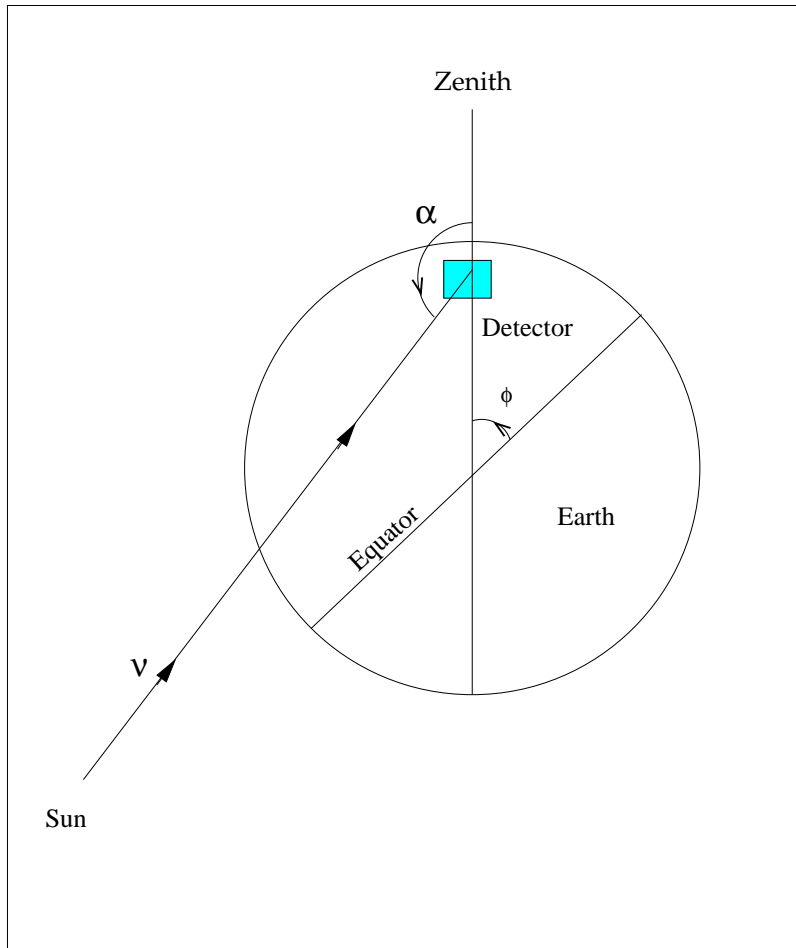 Zenith
α
Detector
ϕ
Earth
Equator
ν
Sun